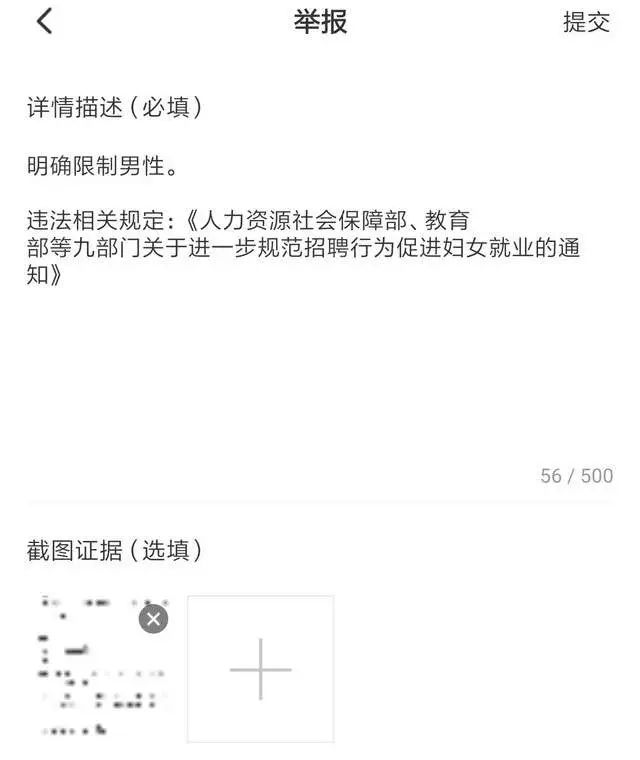 举报 提交
详情描述（必填）
明确限制男性。
违法相关规定：《人力资源社会保障部、教育
部等九部门关于进一步规范招聘行为促进妇女就业的通
知》
56 / 500
截图证据（选填）